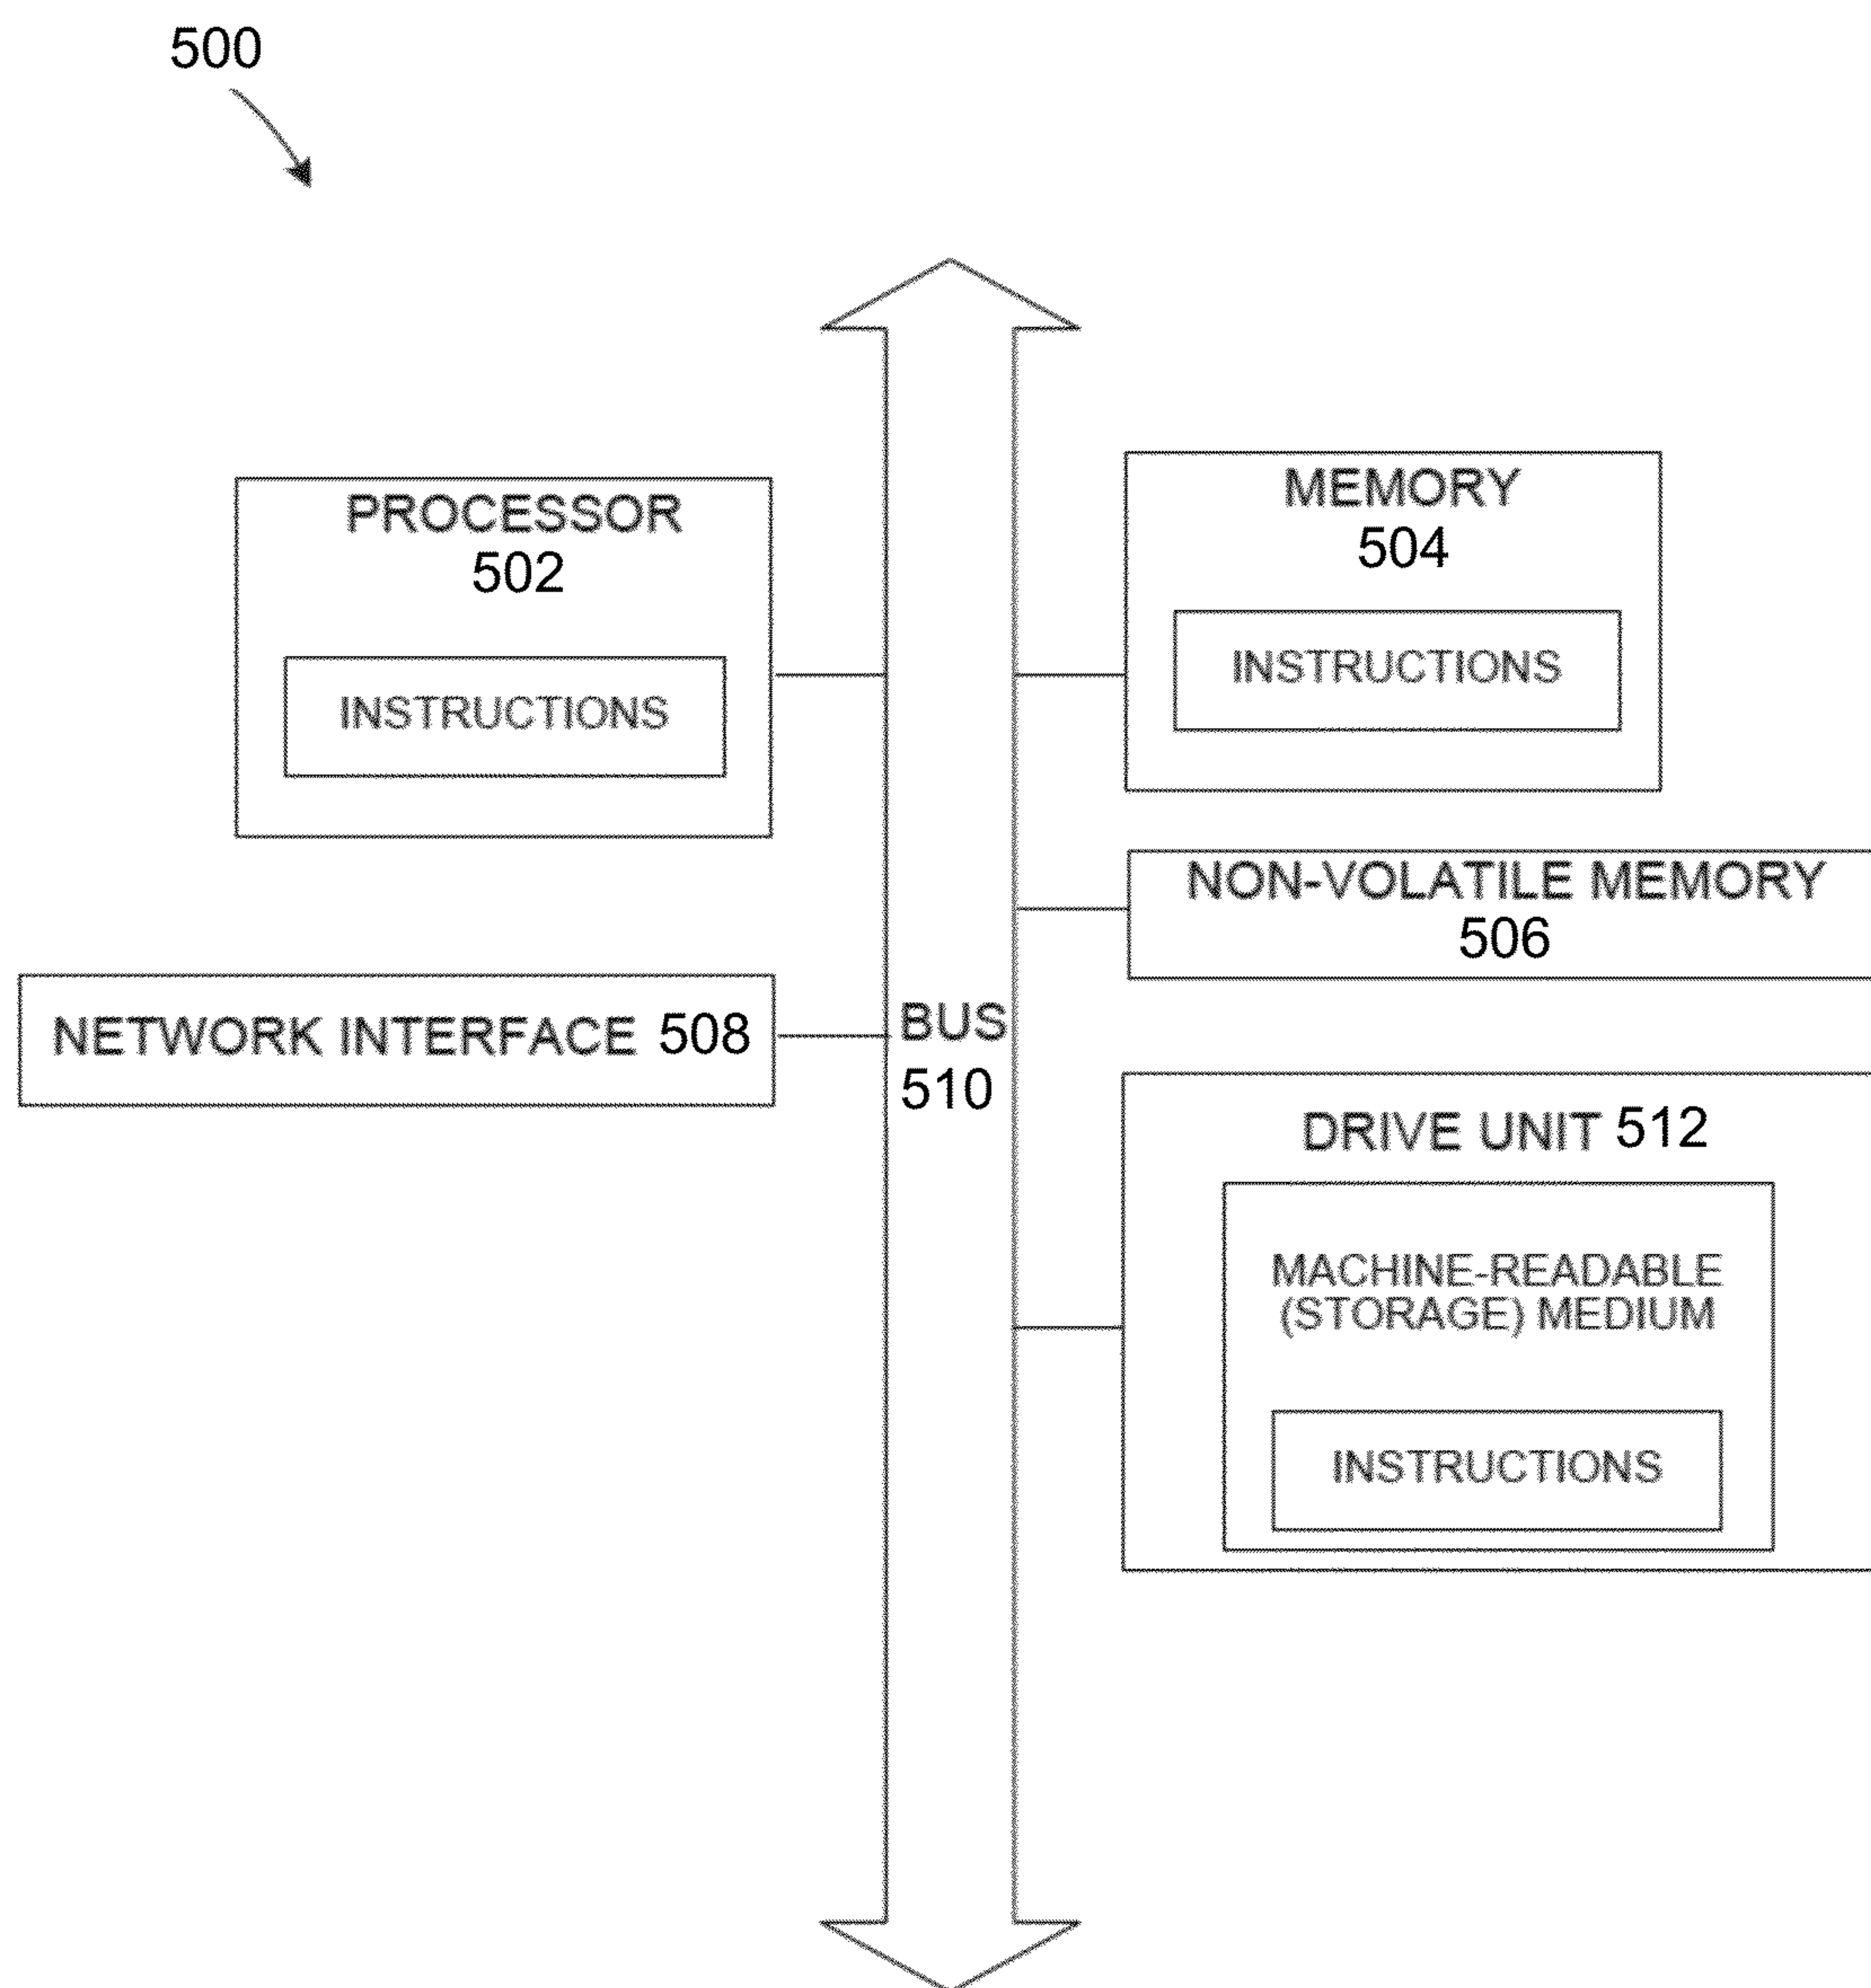 500
PROCESSOR
502
INSTRUCTIONS
MEMORY
504
INSTRUCTIONS
NON-VOLATILE MEMORY
506
NETWORK INTERFACE 508
BUS
510
DRIVE UNIT 512
MACHINE-READABLE
(STORAGE) MEDIUM
INSTRUCTIONS